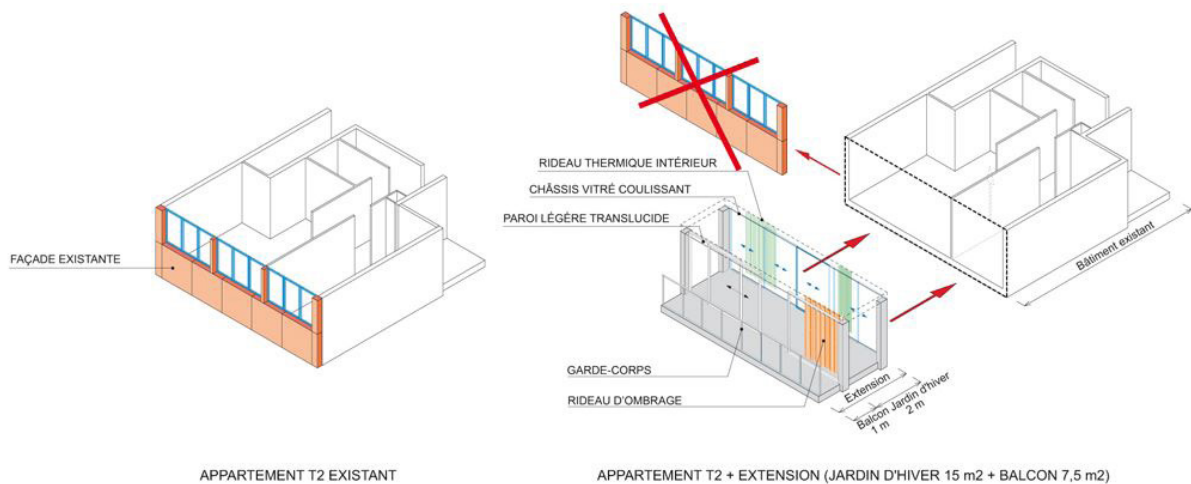 RIDEAU THERMIQUE INTÉRIEUR
CHÂSSIS VITRÉ COULISSANT
PAROI LÉGÉRE TRANSLUCIDE
FAÇADE EXISTANTE
Bâtiment existant
GARDE-CORPS
RIDEAU D'OMBRAGE
Extension
Balcon Jardin d'hiver
1 m 2 m
APPARTEMENT T2 EXISTANT
APPARTEMENT T2 + EXTENSION (JARDIN D'HIVER 15 m2 + BALCON 7,5 m2)